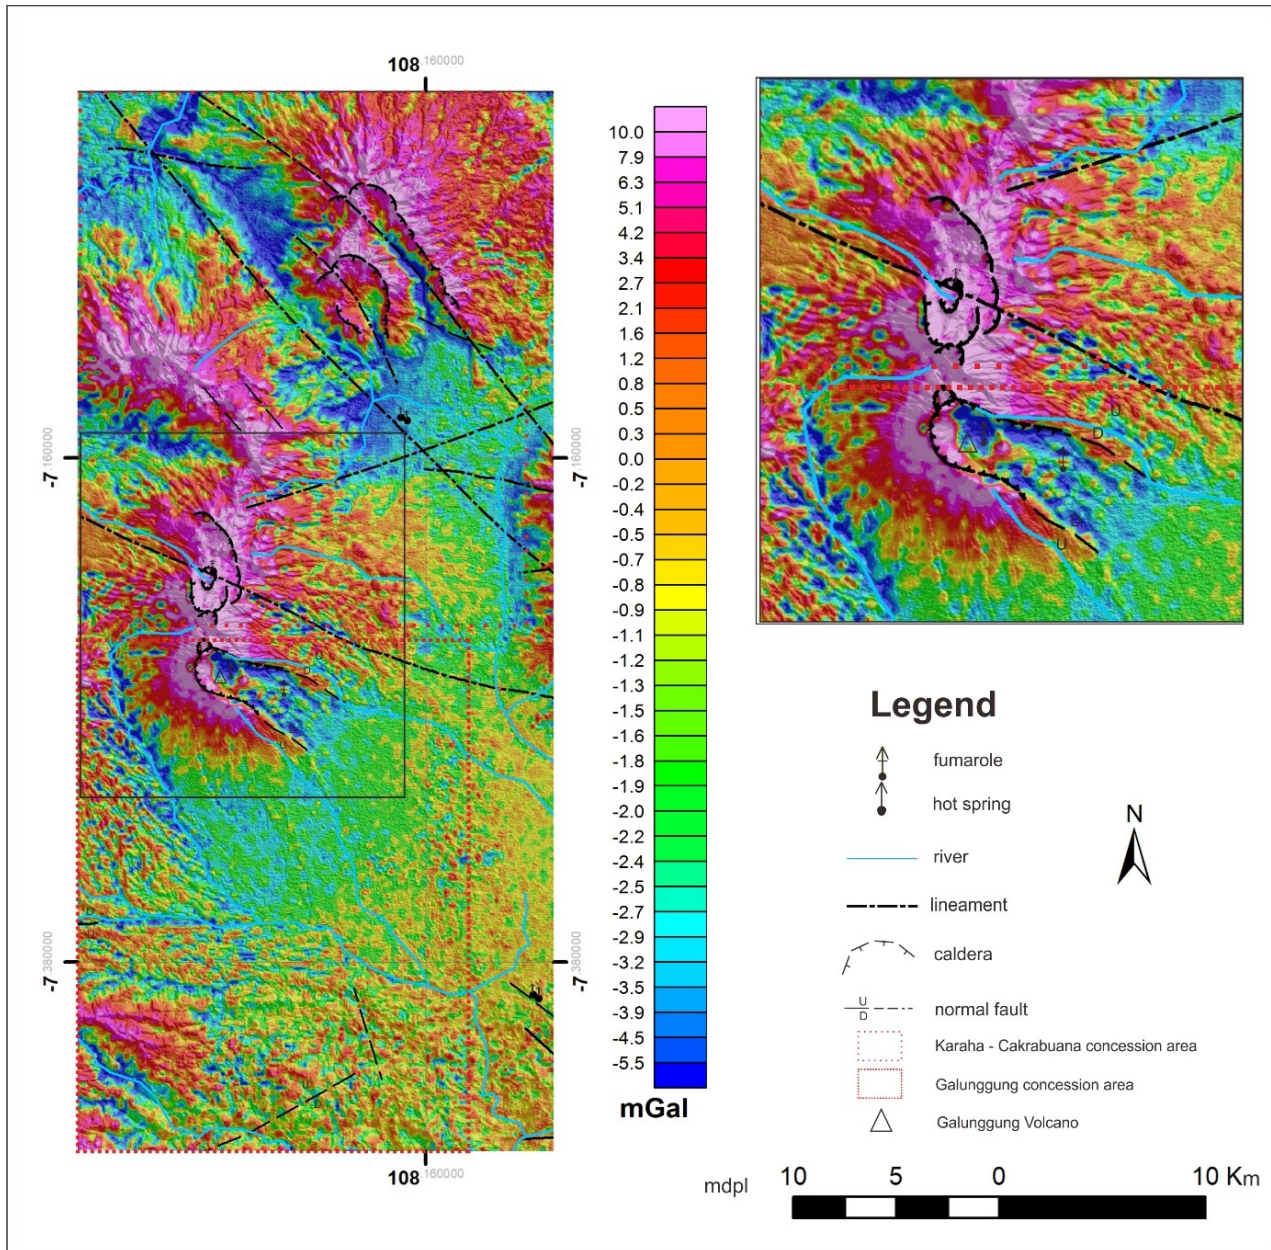 108.160000
10.0
7.9
6.3
5.1
4.2
3.4
2.7
2.1
1.6
1.2
0.8
0.5
0.3
0.0
-0.2
-0.4
-0.5
-0.7
-0.8
-0.9
-1.1
-1.2
-1.3
-1.5
-1.6
-1.8
-1.9
-2.0
-2.2
-2.4
-2.5
-2.7
-2.9
-3.2
-3.5
-3.9
-4.5
-5.5
mGal
-7.160000
-7.160000
-7.380000
-7.380000
108.160000
U
D
U
D
U
D
U
U
D
U
Legend
fumarole
hot spring
river
lineament
caldera
U
D
normal fault
Karaha - Cakrabuana concession area
Galunggung concession area
Galunggung Volcano
N
mdpl
10 5 0 10 Km